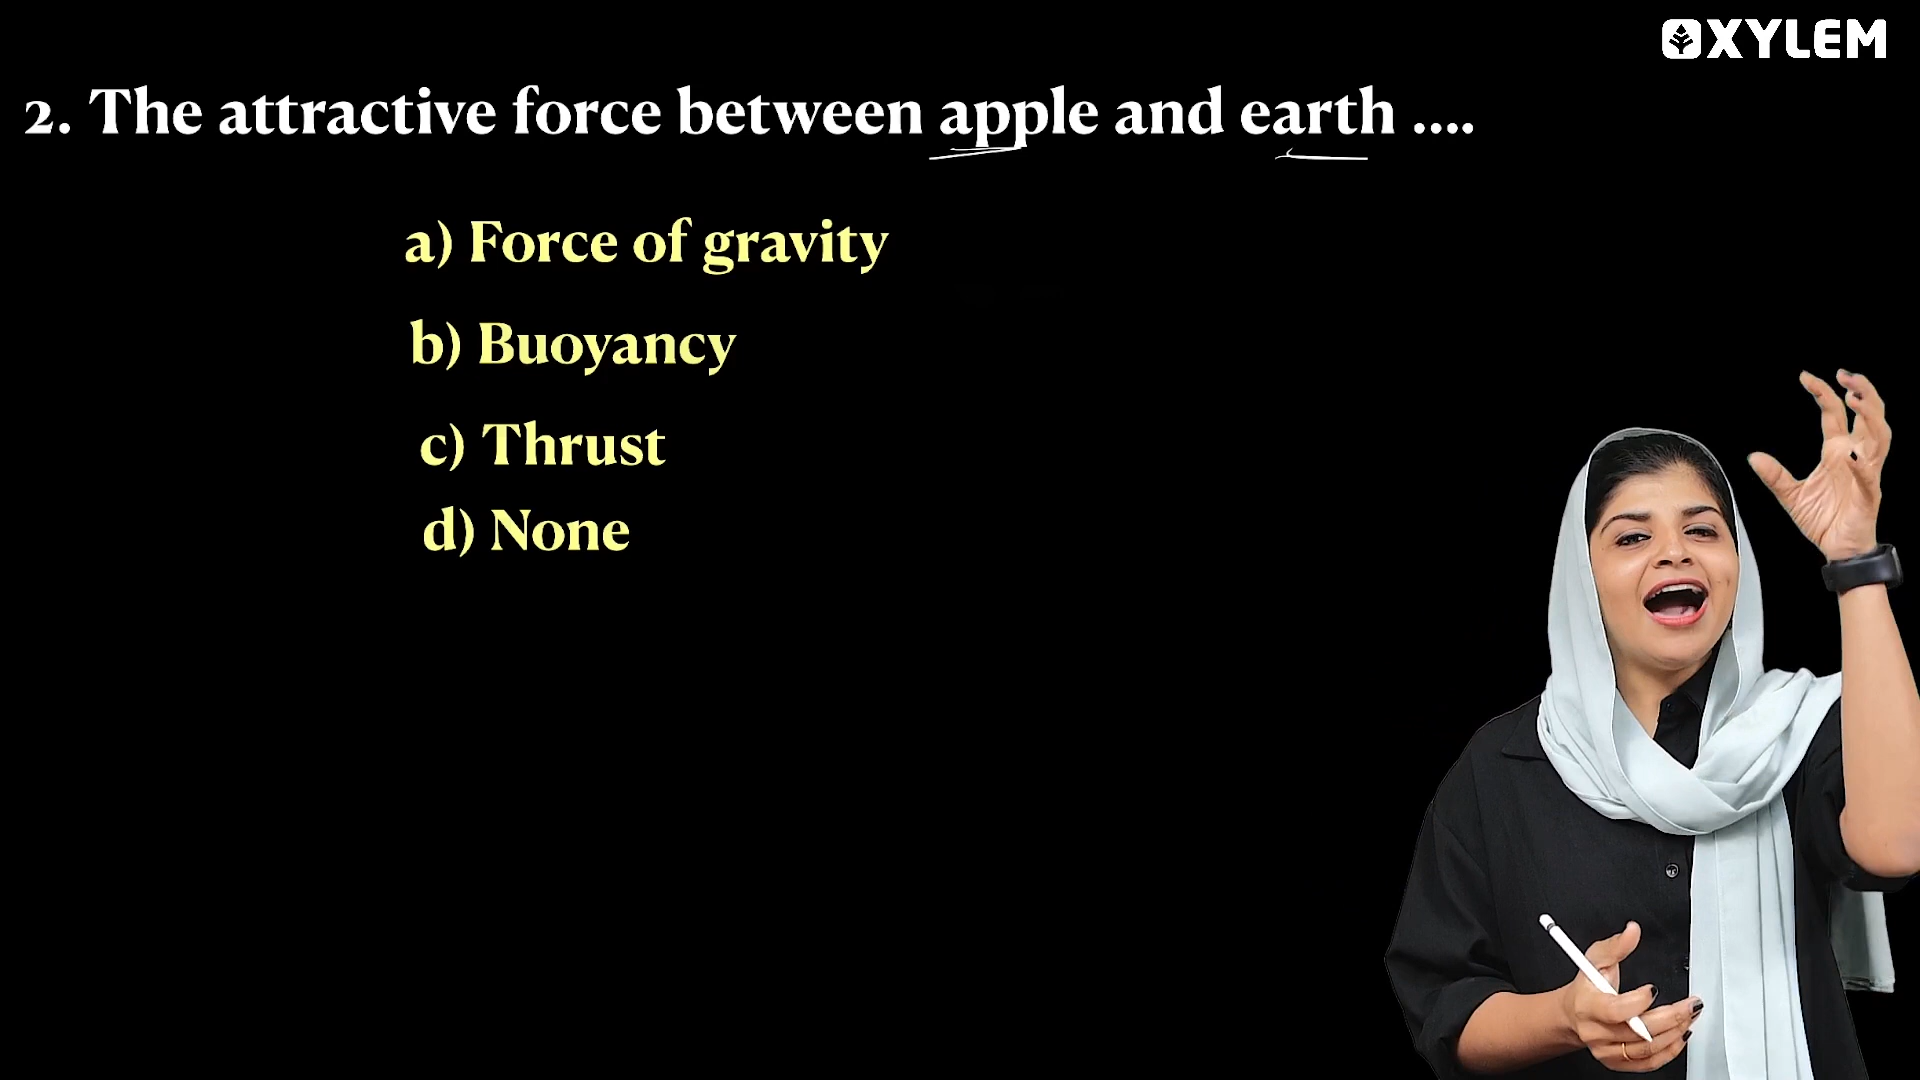 XYLEM
2. The attractive force between apple and earth ....
a) Force of gravity
b) Buoyancy
c) Thrust
d) None